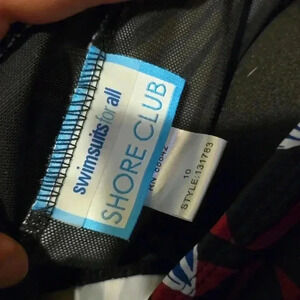 swimsuits for all
SHORE CLUB
10
STYLE:131783